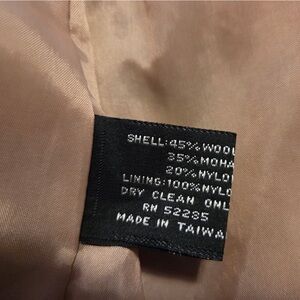 SHELL:45% WOOL
35% MOHA
20% NYLO
LINING:100% NYLO
DRY CLEAN ONL
RN 52285
MADE IN TAIWA